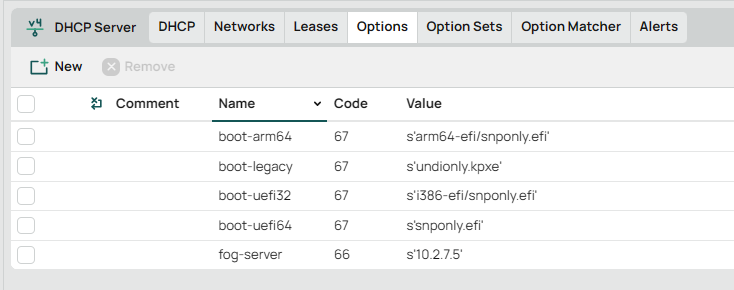 v4 DHCP Server DHCP Networks Leases Options Option Sets Option Matcher Alerts
New Remove
Comment Name Code Value
boot-arm64 67 s'arm64-efi/snponly.efi'
boot-legacy 67 s'undionly.kpxe'
boot-uefi32 67 s'i386-efi/snponly.efi'
boot-uefi64 67 s'snponly.efi'
fog-server 66 s'10.2.7.5'